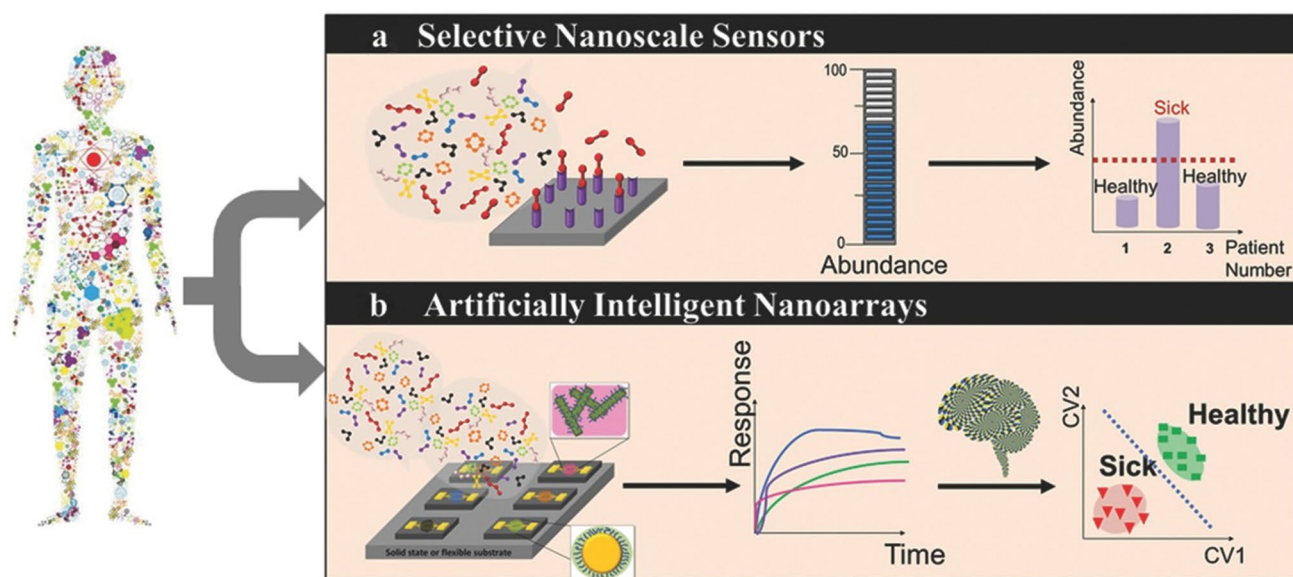 a Selective Nanoscale Sensors
100
50
0
Abundance
Abundance
Sick
Healthy
Healthy
1 2 3
Patient
Number
b Artificially Intelligent Nanoarrays
Solid state or flexible substrate
Response
Time
CV2
Healthy
Sick
CV1